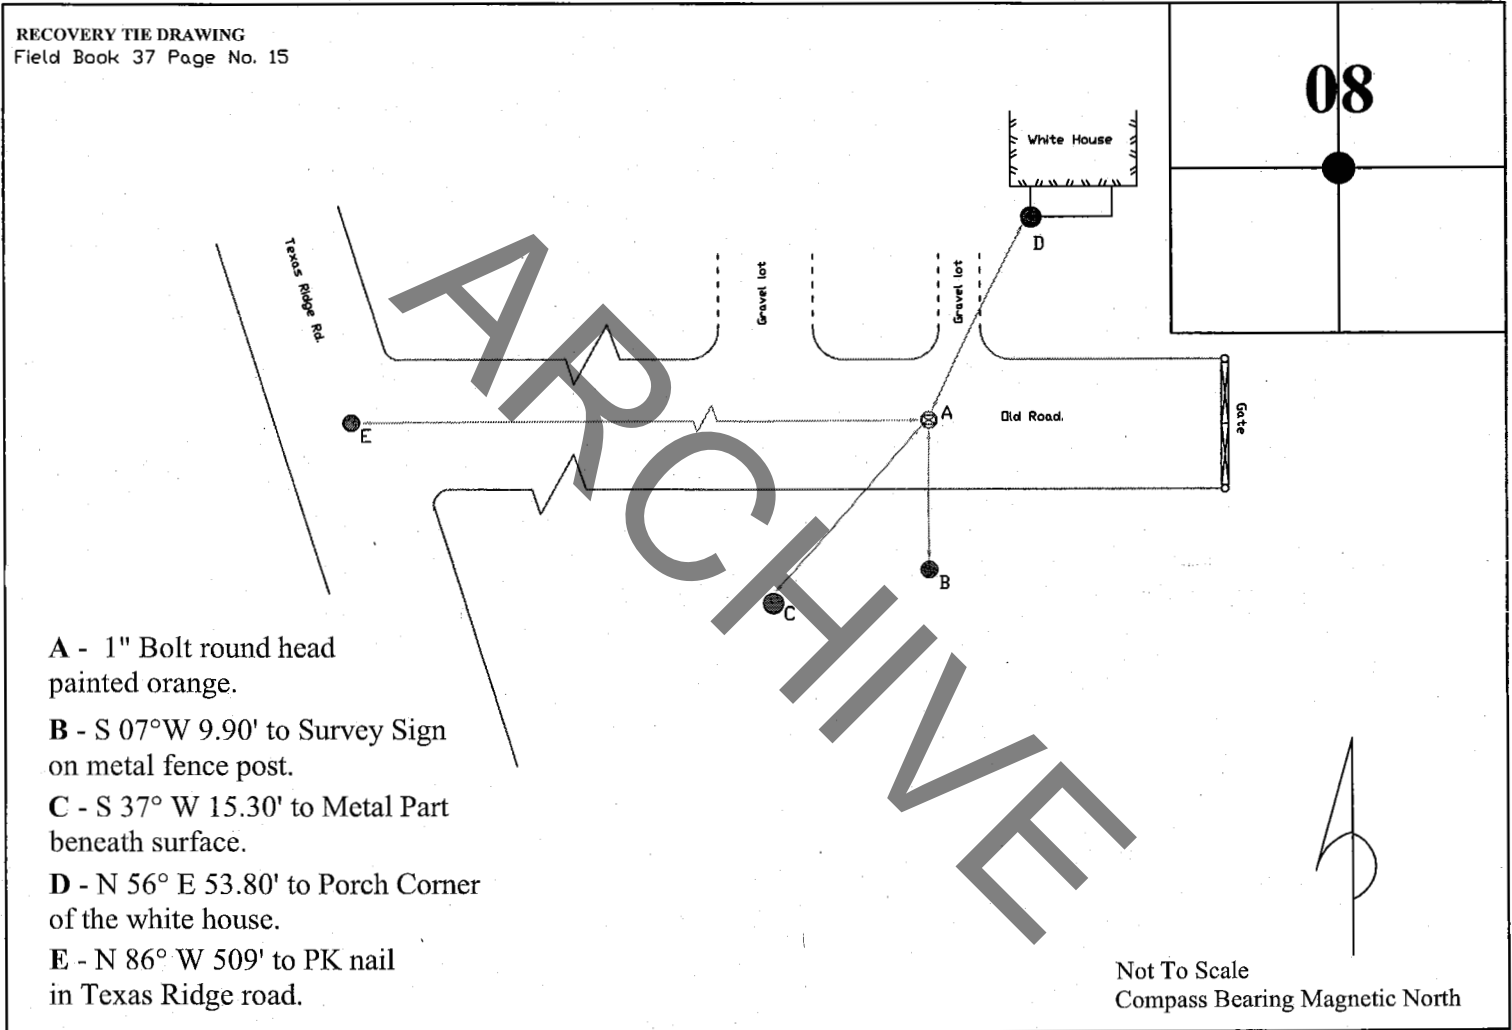 RECOVERY TIE DRAWING
Field Book 37 Page No. 15
08
White House
D
Texas Ridge Rd.
Gravel lot
Gravel lot
A
Old Road.
Gate
E
B
C
ARCHIVE
A - 1" Bolt round head
painted orange.
B - S 07°W 9.90' to Survey Sign
on metal fence post.
C - S 37° W 15.30' to Metal Part
beneath surface.
D - N 56° E 53.80' to Porch Corner
of the white house.
E - N 86° W 509' to PK nail
in Texas Ridge road.
Not To Scale
Compass Bearing Magnetic North